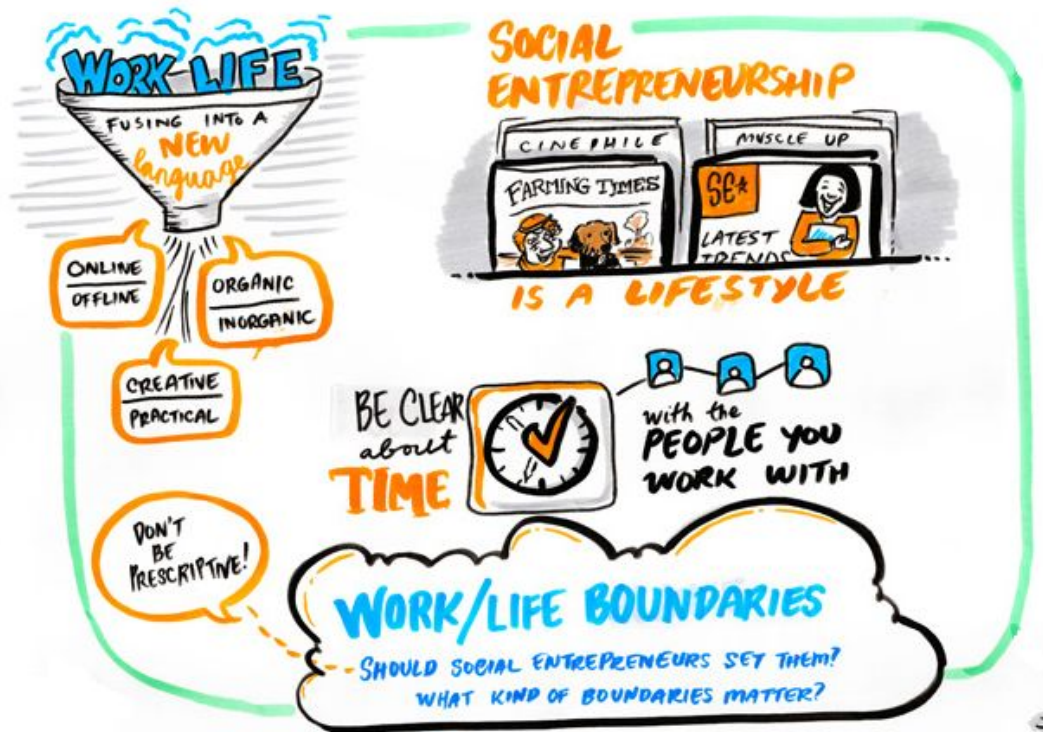 WORK LIFE
FUSING INTO A
NEW
language
ONLINE
OFFLINE
ORGANIC
INORGANIC
CREATIVE
PRACTICAL
SOCIAL
ENTREPRENEURSHIP
CINEPHILE
FARMING TIMES
MUSCLE UP
SE*
LATEST
TRENDS
IS A LIFESTYLE
BE CLEAR
about
TIME
with the
PEOPLE YOU
WORK WITH
DON'T
BE
PRESCRIPTIVE!
WORK/LIFE BOUNDARIES
SHOULD SOCIAL ENTREPRENEURS SET THEM?
WHAT KIND OF BOUNDARIES MATTER?